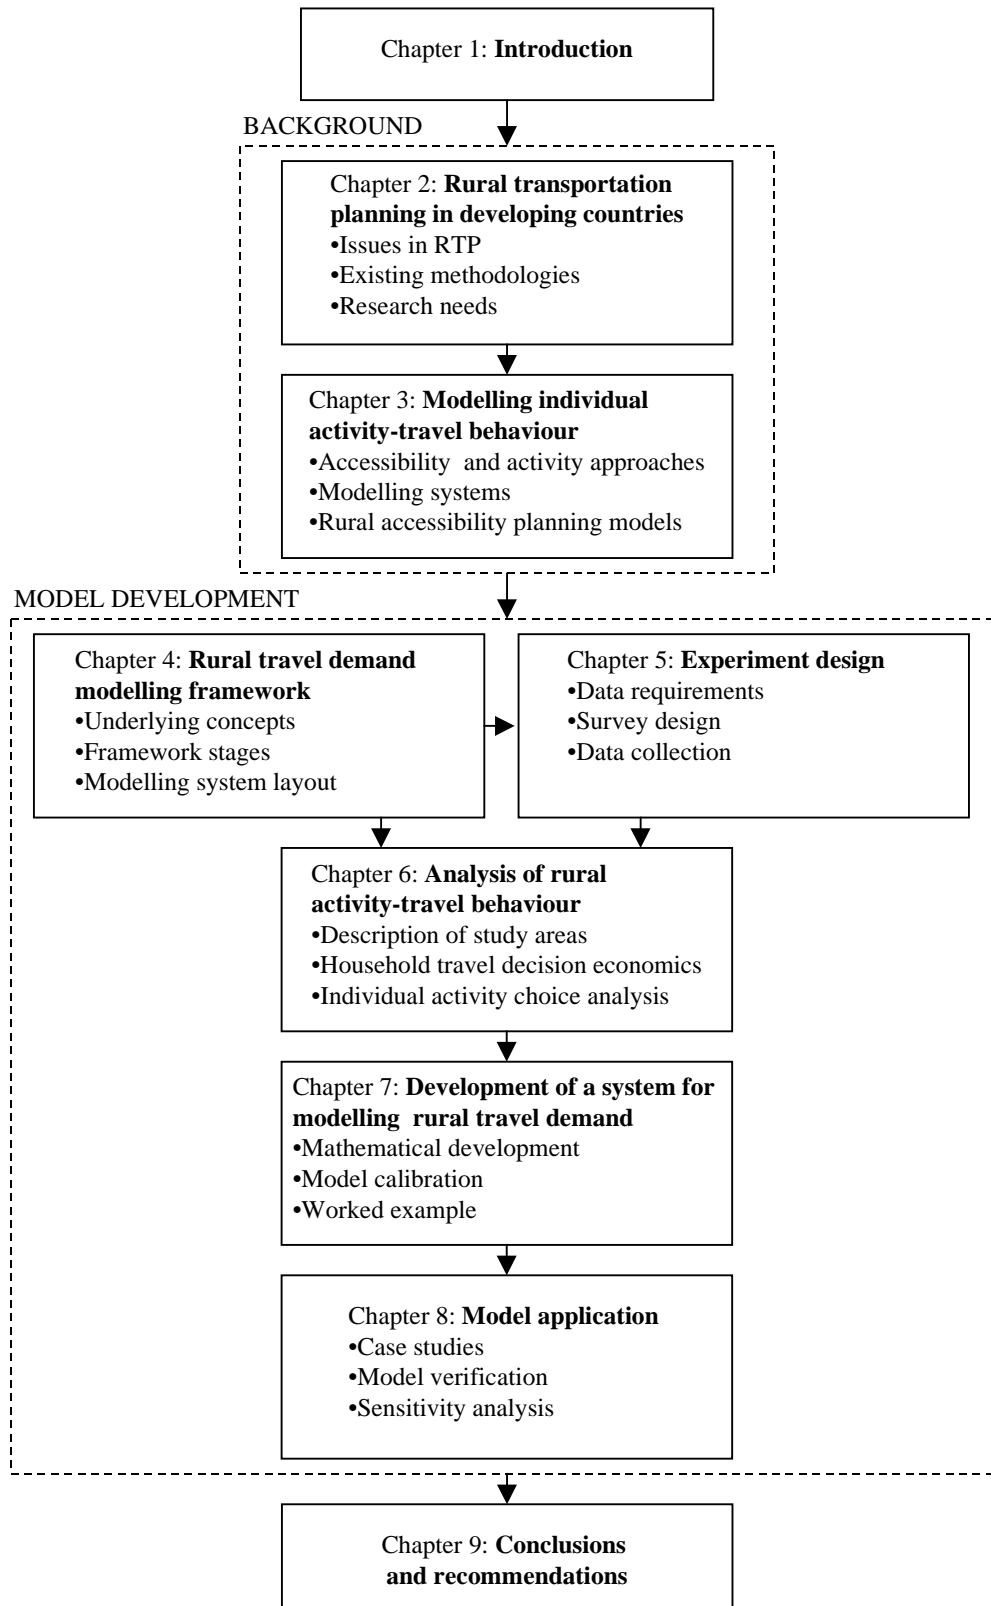 Chapter 1: Introduction
BACKGROUND
Chapter 2: Rural transportation
planning in developing countries
•Issues in RTP
•Existing methodologies
•Research needs
Chapter 3: Modelling individual
activity-travel behaviour
•Accessibility and activity approaches
•Modelling systems
•Rural accessibility planning models
MODEL DEVELOPMENT
Chapter 4: Rural travel demand
modelling framework
•Underlying concepts
•Framework stages
•Modelling system layout
Chapter 5: Experiment design
•Data requirements
•Survey design
•Data collection
Chapter 6: Analysis of rural
activity-travel behaviour
•Description of study areas
•Household travel decision economics
•Individual activity choice analysis
Chapter 7: Development of a system for
modelling rural travel demand
•Mathematical development
•Model calibration
•Worked example
Chapter 8: Model application
•Case studies
•Model verification
•Sensitivity analysis
Chapter 9: Conclusions
and recommendations